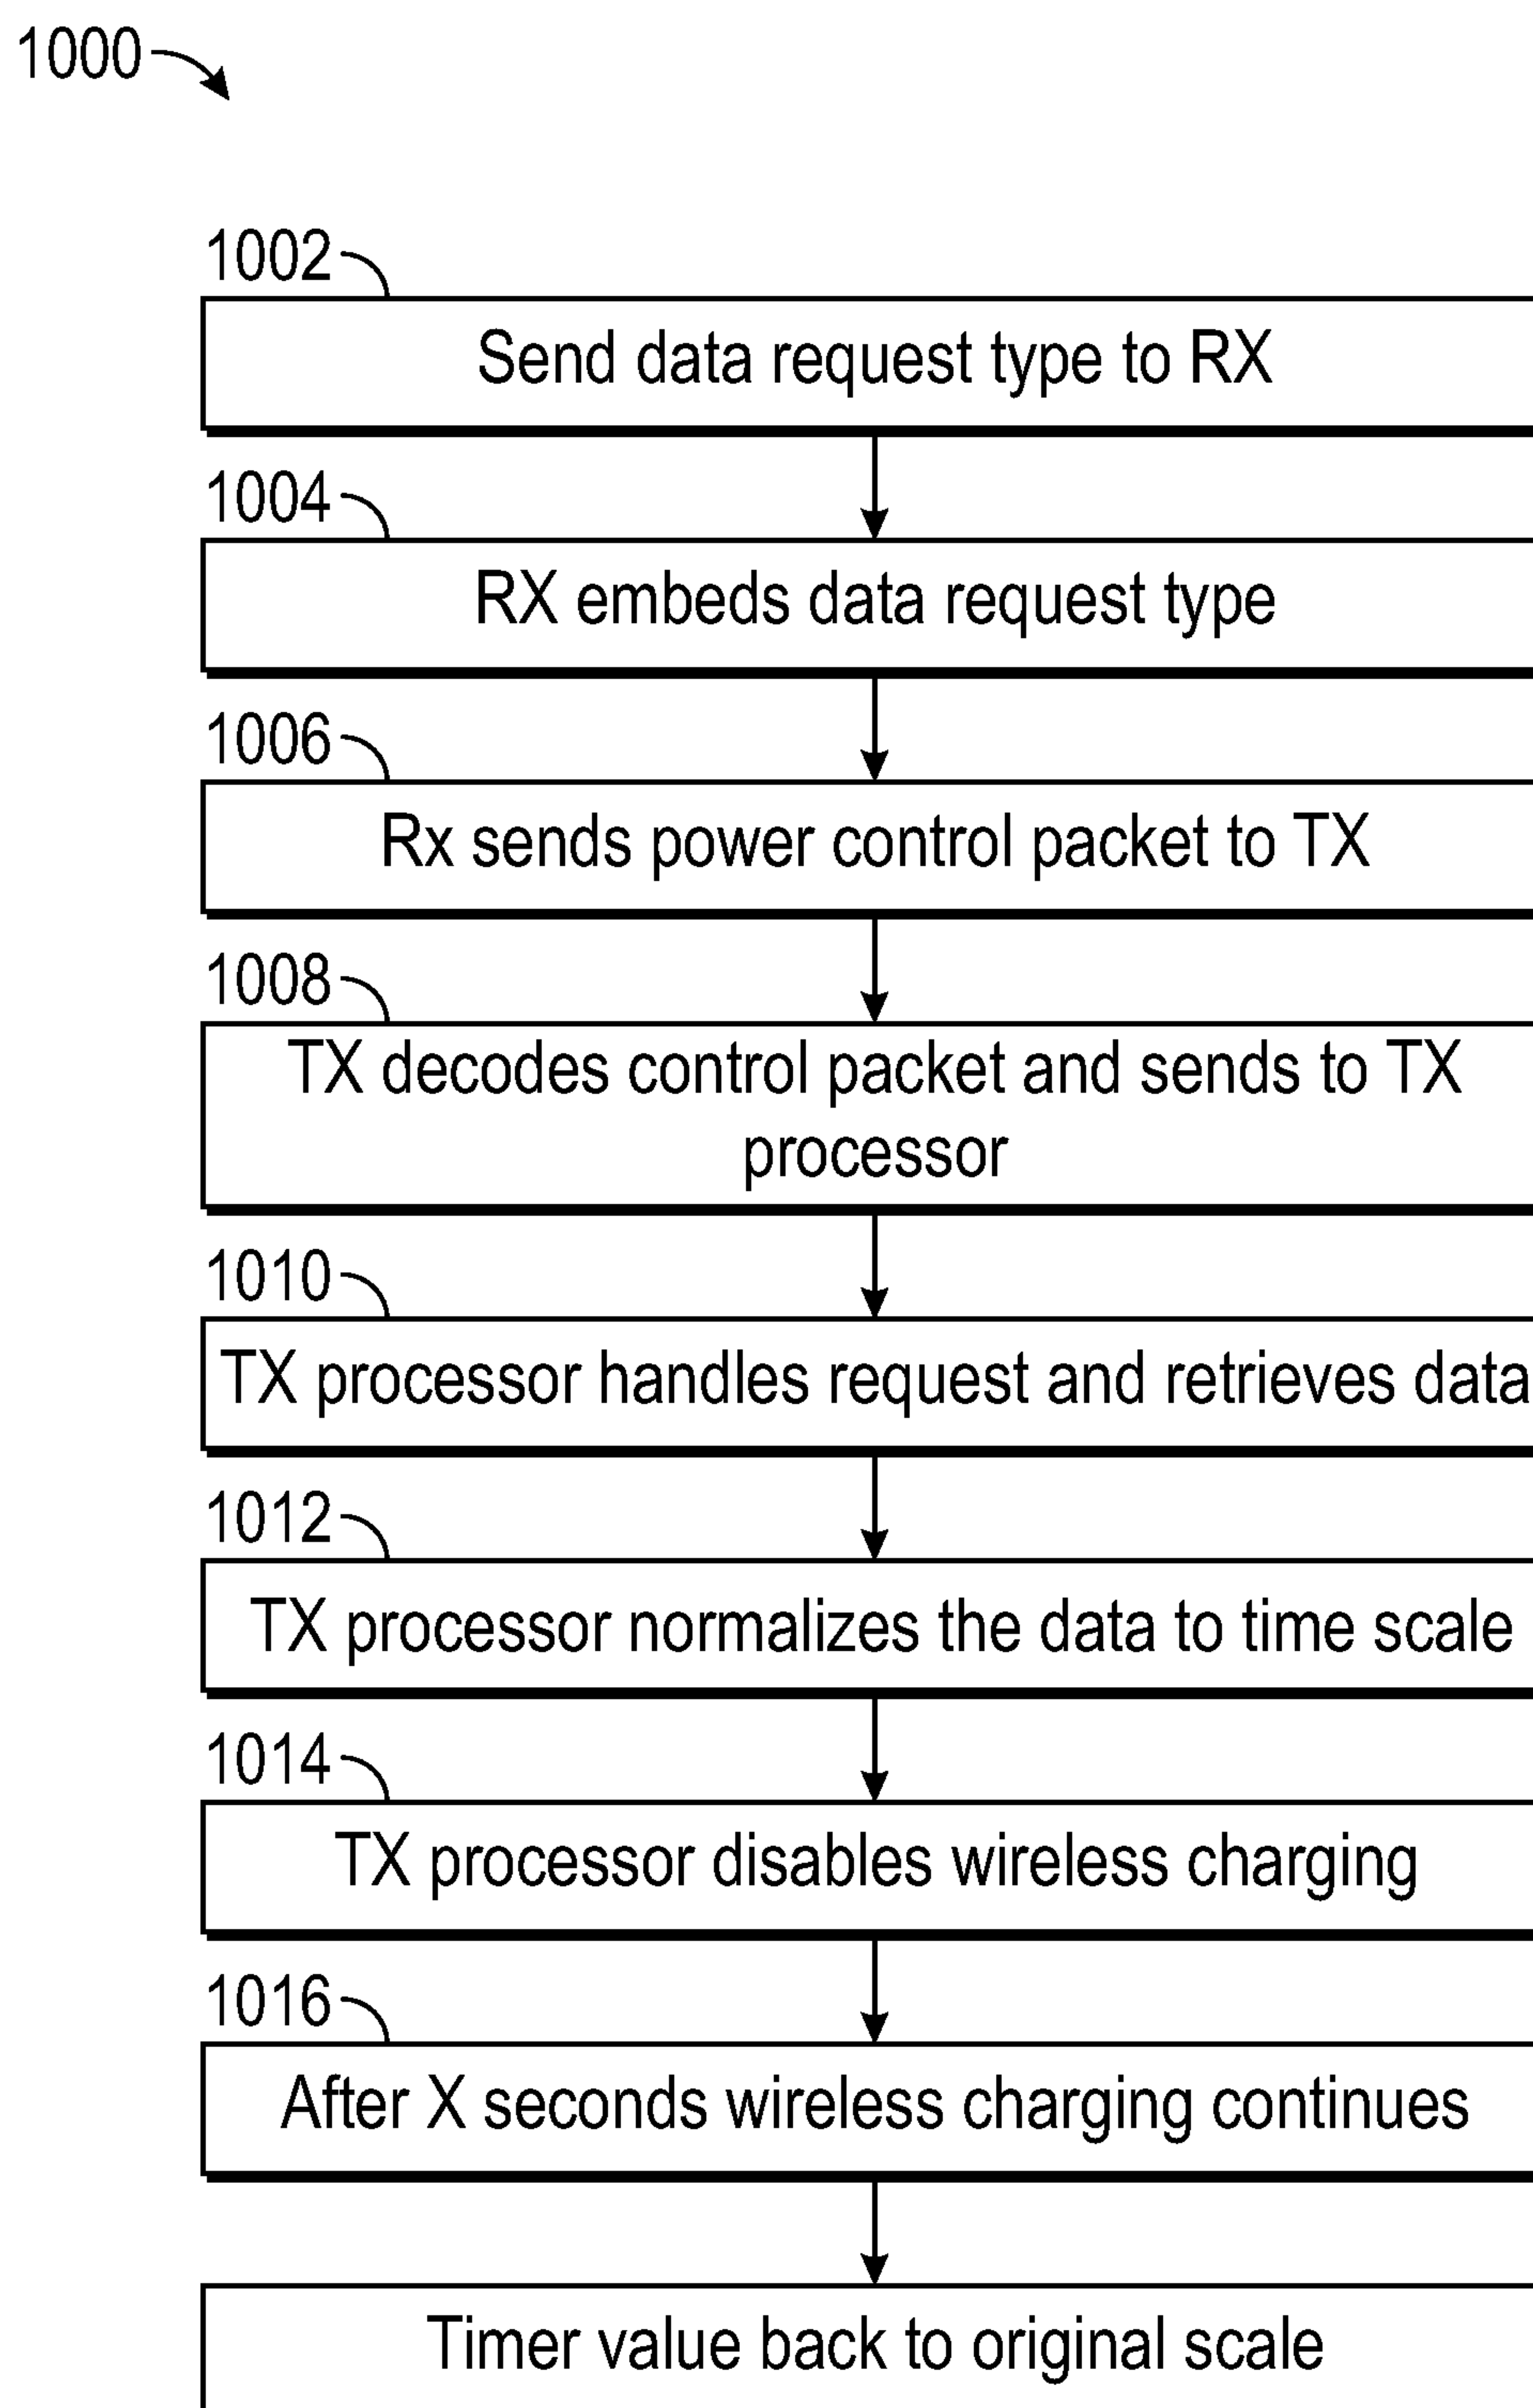 1000
1002
Send data request type to RX
1004
RX embeds data request type
1006
Rx sends power control packet to TX
1008
TX decodes control packet and sends to TX
processor
1010
TX processor handles request and retrieves data
1012
TX processor normalizes the data to time scale
1014
TX processor disables wireless charging
1016
After X seconds wireless charging continues
Timer value back to original scale